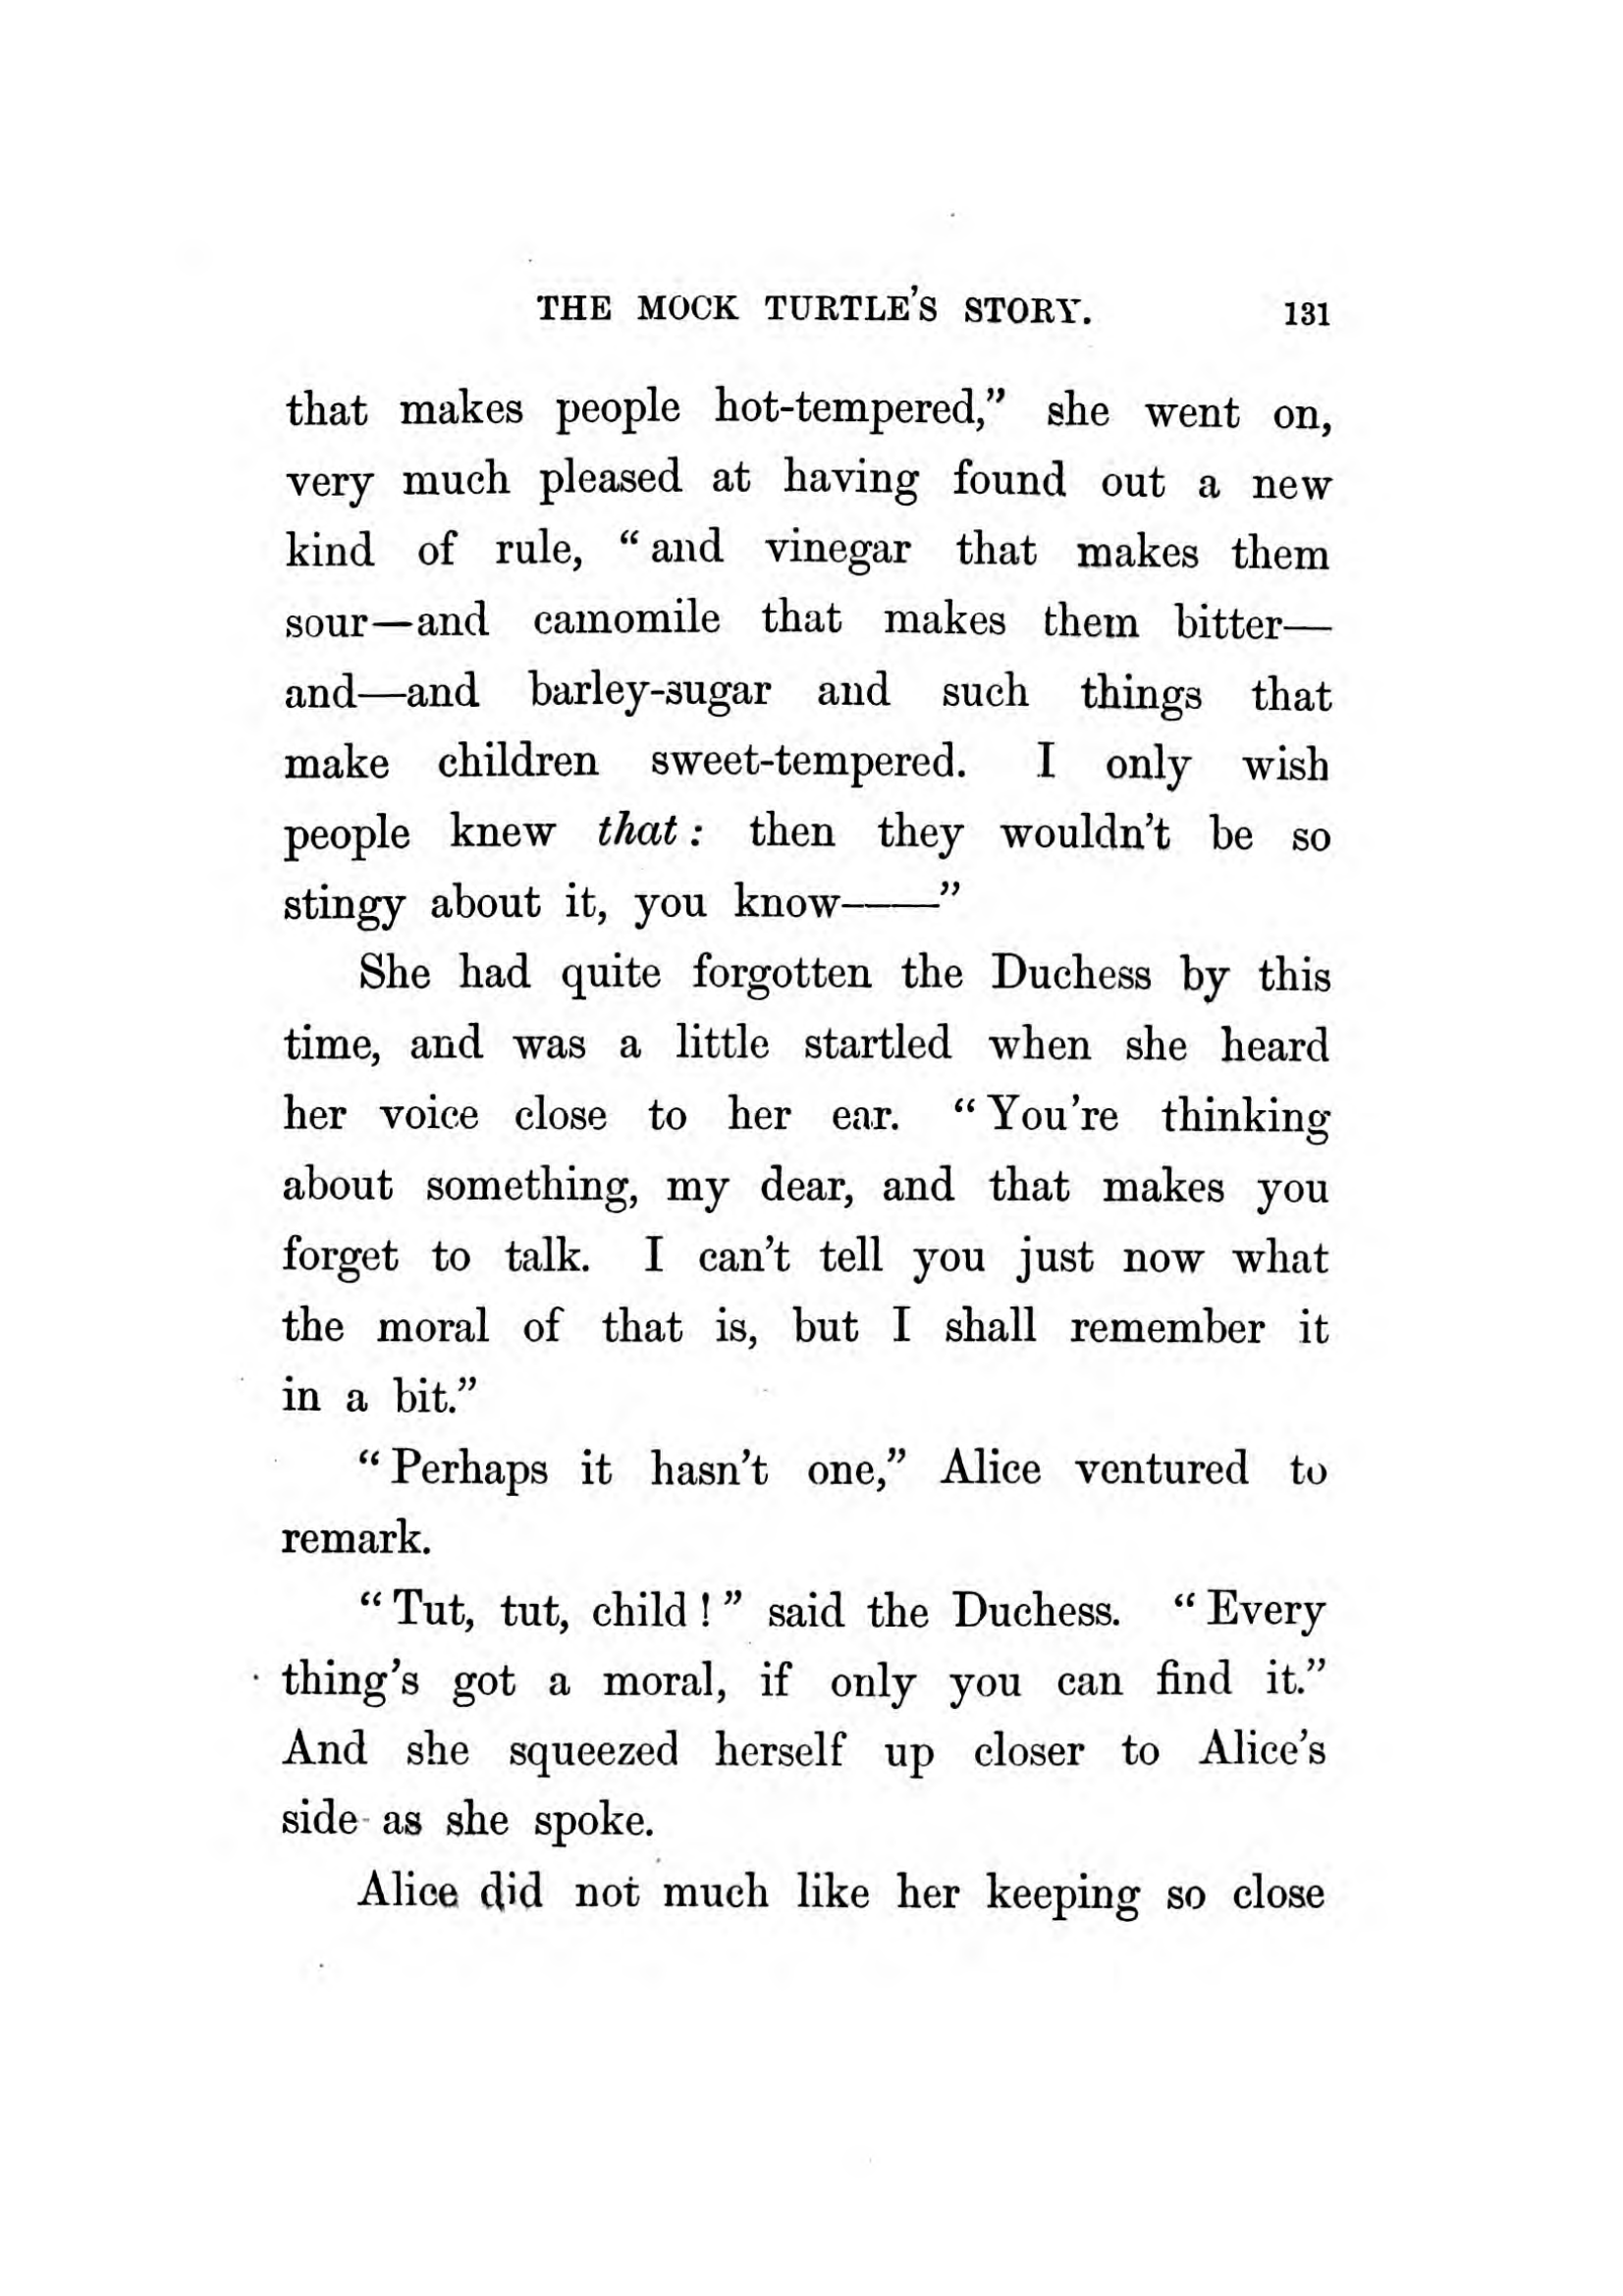 THE MOCK TURTLE'S STORY. 131
that makes people hot-tempered,” she went on,
very much pleased at having found out a new
kind of rule, “and vinegar that makes them
sour—and camomile that makes them bitter—
and—and barley-sugar and such things that
make children sweet-tempered. I only wish
people knew that: then they wouldn't be so
stingy about it, you know——”
She had quite forgotten the Duchess by this
time, and was a little startled when she heard
her voice close to her ear. “You're thinking
about something, my dear, and that makes you
forget to talk. I can't tell you just now what
the moral of that is, but I shall remember it
in a bit.”
“Perhaps it hasn't one,” Alice ventured to
remark.
“Tut, tut, child!” said the Duchess. “Every
thing's got a moral, if only you can find it.”
And she squeezed herself up closer to Alice's
side as she spoke.
Alice did not much like her keeping so close